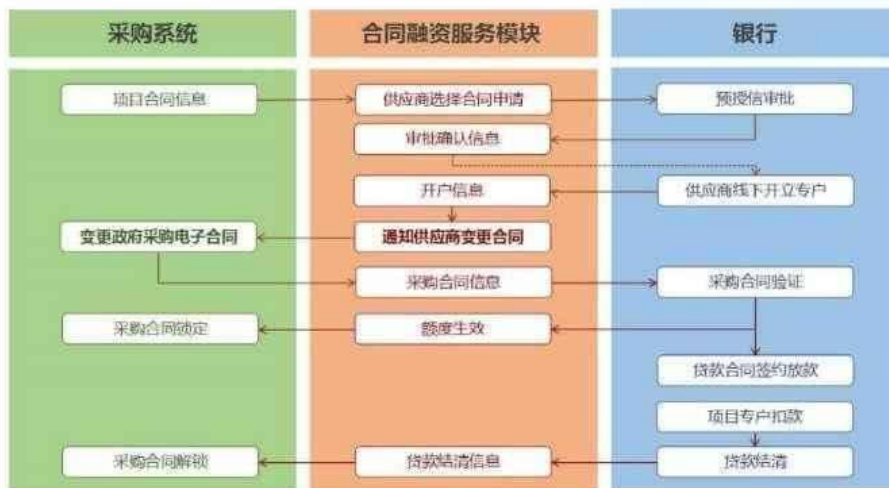 采购系统
合同融资服务模块
银行
项目合同信息
供应商选择合同申请
预授信审批
审批确认信息
开户信息
供应商线下开立专户
变更政府采购电子合同
通知供应商变更合同
采购合同信息
采购合同验证
采购合同锁定
额度生效
贷款合同签约放款
项目专户扣款
采购合同解锁
贷款结清信息
贷款结清